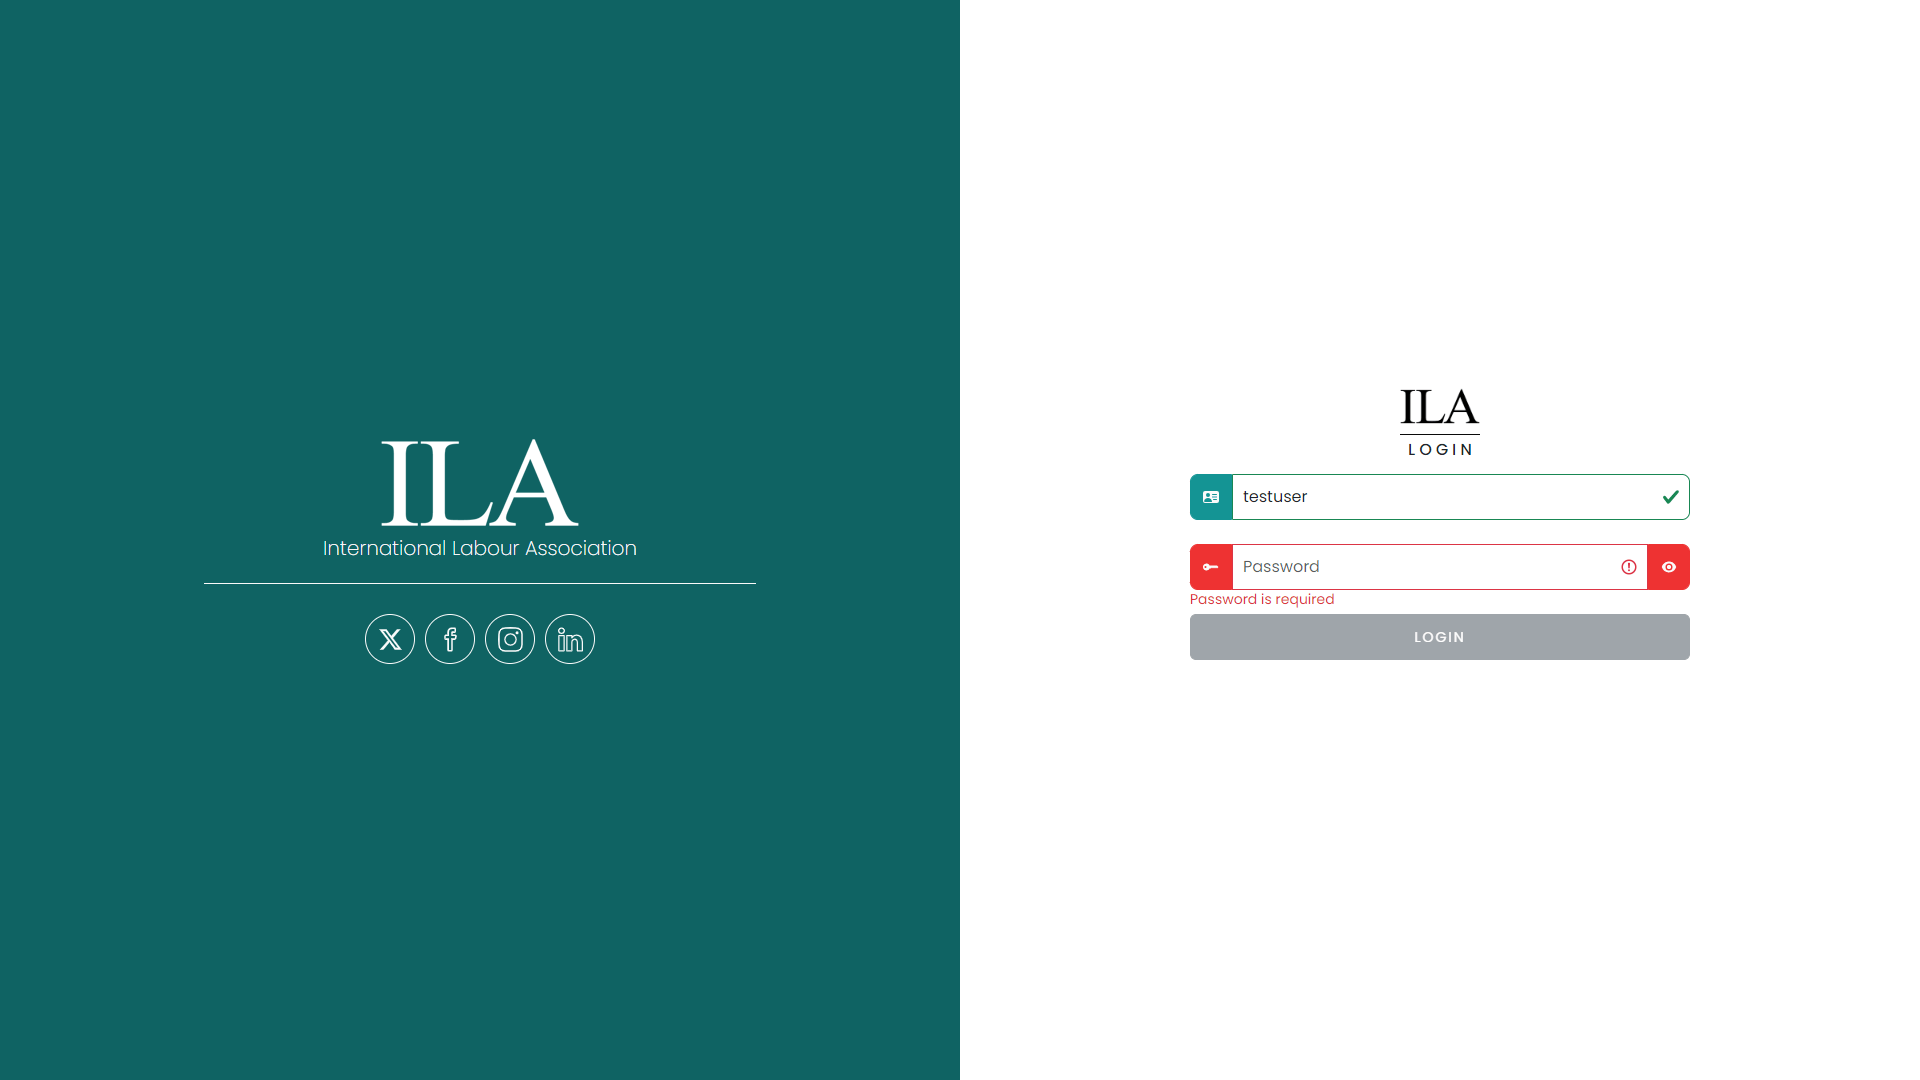 ILA
International Labour Association
ILA
LOGIN
testuser
Password
Password is required
LOGIN